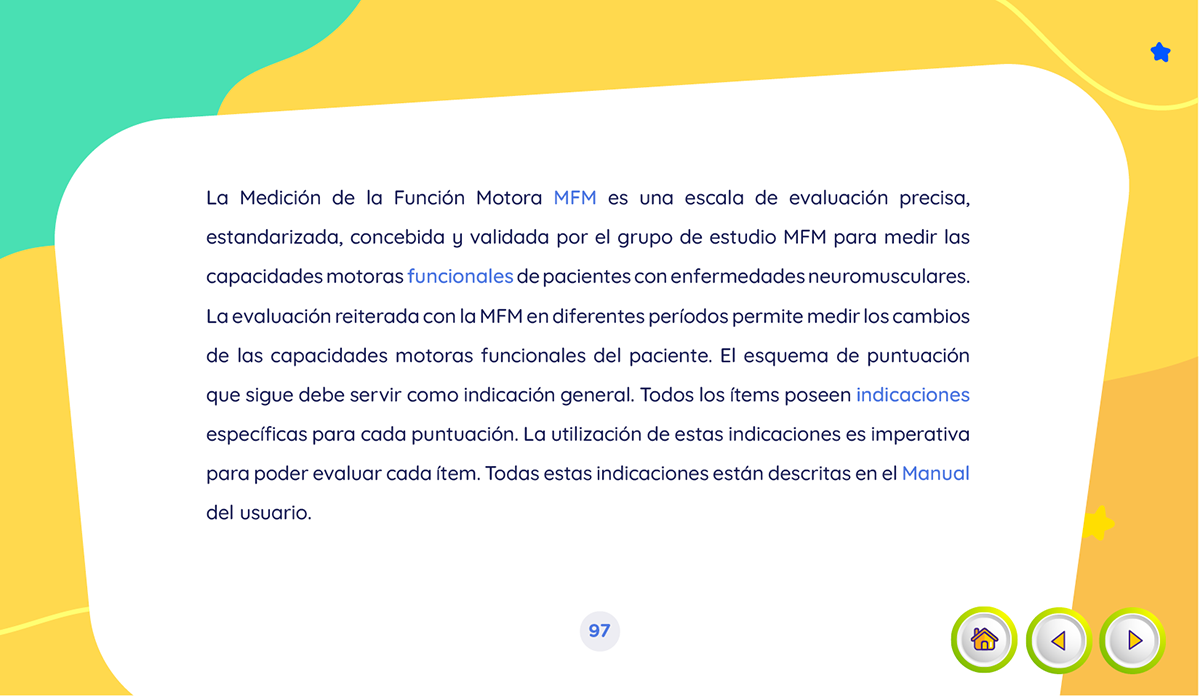 La Medición de la Función Motora MFM es una escala de evaluación precisa,
estandarizada, concebida y validada por el grupo de estudio MFM para medir las
capacidades motoras funcionales de pacientes con enfermedades neuromusculares.
La evaluación reiterada con la MFM en diferentes períodos permite medir los cambios
de las capacidades motoras funcionales del paciente. El esquema de puntuación
que sigue debe servir como indicación general. Todos los ítems poseen indicaciones
específicas para cada puntuación. La utilización de estas indicaciones es imperativa
para poder evaluar cada ítem. Todas estas indicaciones están descritas en el Manual
del usuario.
97